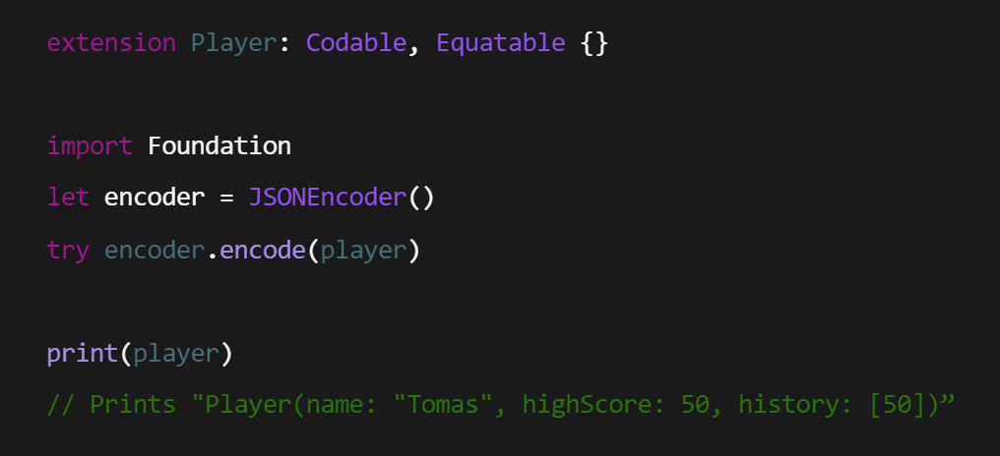 extension Player: Codable, Equatable {}
import Foundation
let encoder = JSONEncoder()
try encoder.encode(player)
print(player)
// Prints "Player(name: "Tomas", highScore: 50, history: [50])”